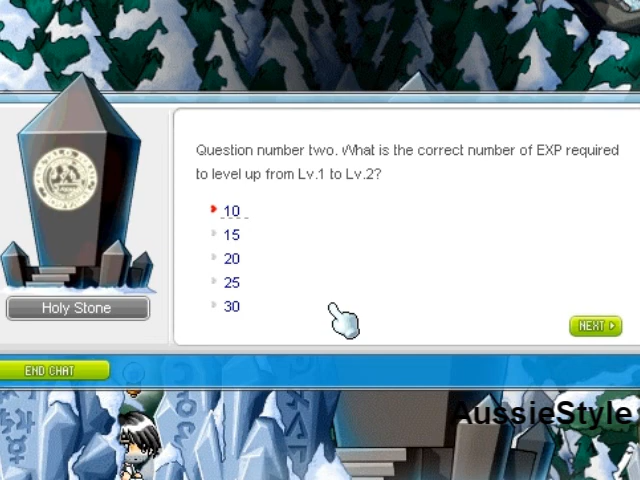 Question number two. What is the correct number of EXP required
to level up from Lv.1 to Lv.2?
10
15
20
25
30
Holy Stone
NEXT
END CHAT
AussieStyle